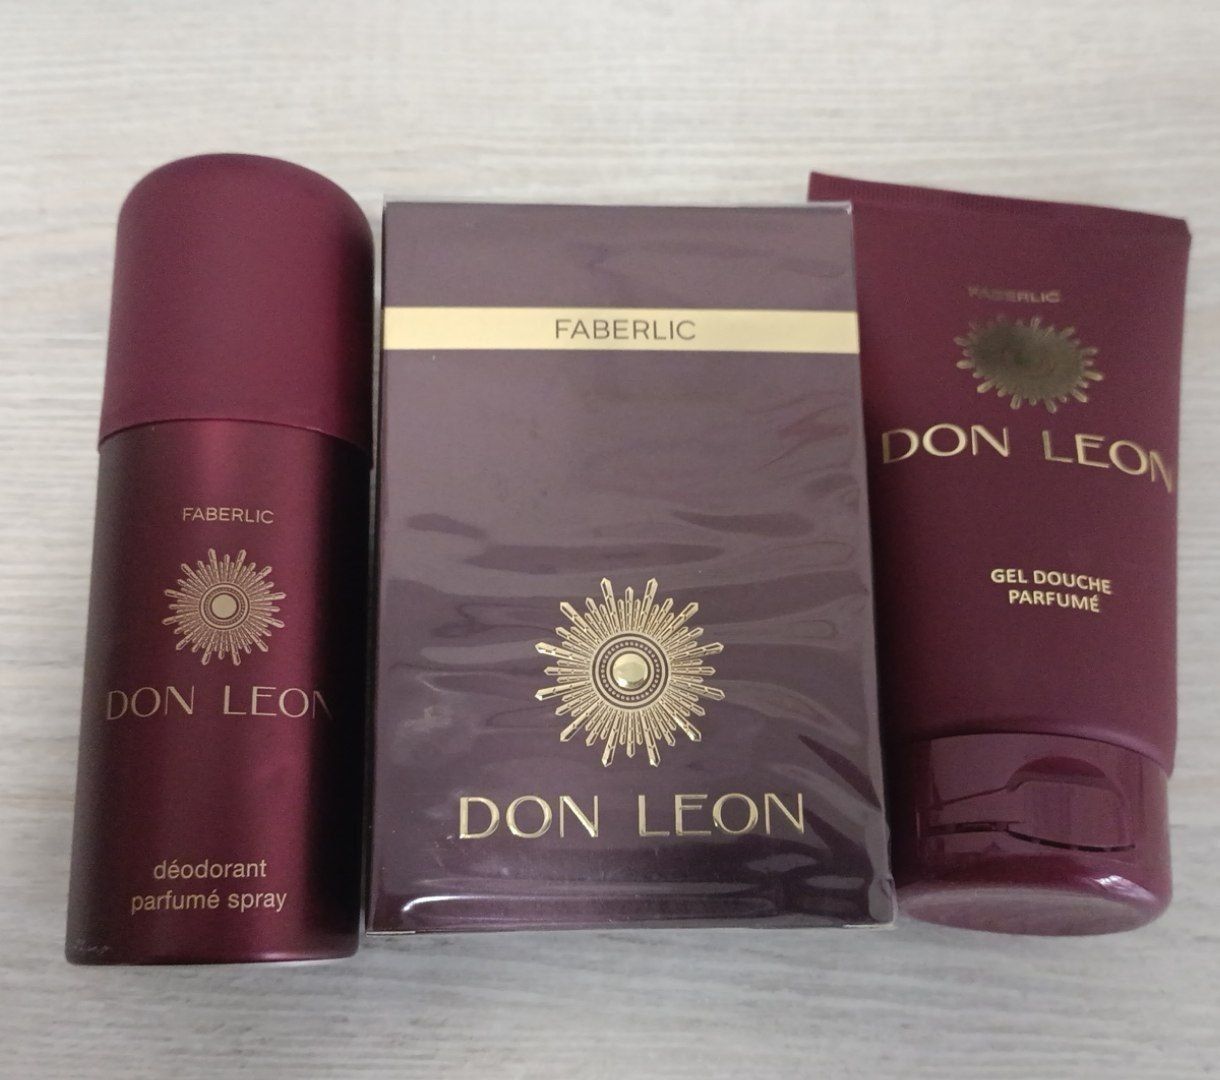 FABERLIC
DON LEON
déodorant
parfumé spray
FABERLIC
DON LEON
FABERLIC
DON LEON
GEL DOUCHE
PARFUMÉ